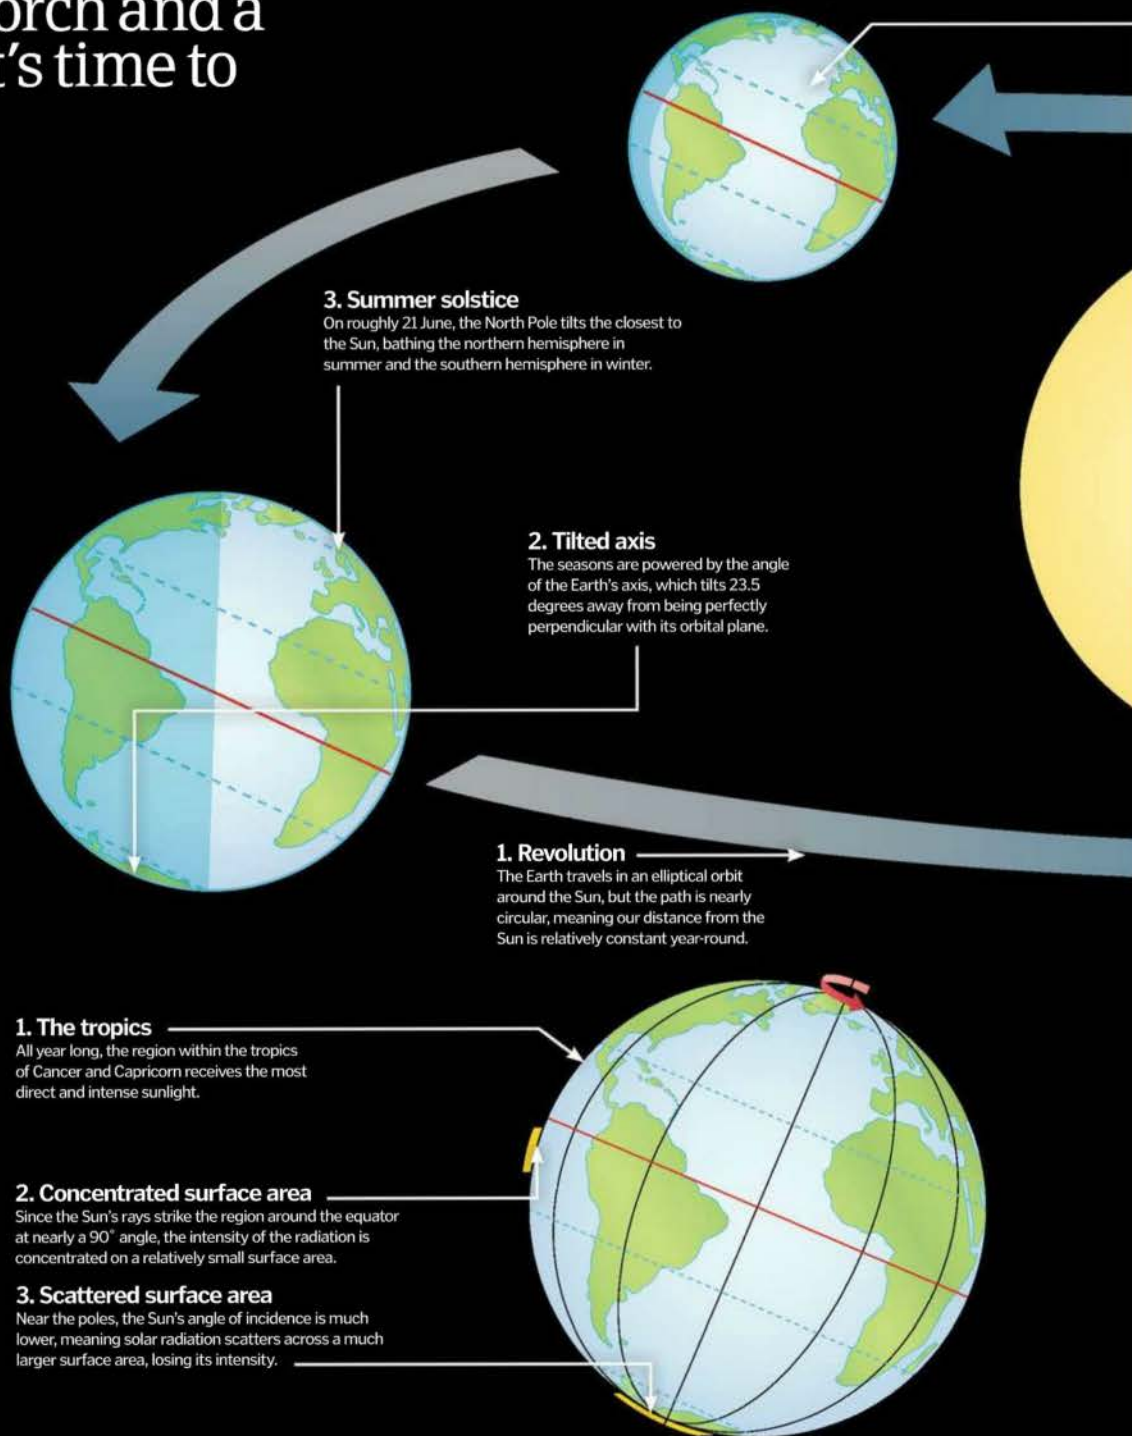 orch and a
t's time to
3. Summer solstice
On roughly 21 June, the North Pole tilts the closest to
the Sun, bathing the northern hemisphere in
summer and the southern hemisphere in winter.
2. Tilted axis
The seasons are powered by the angle
of the Earth's axis, which tilts 23.5
degrees away from being perfectly
perpendicular with its orbital plane.
1. Revolution
The Earth travels in an elliptical orbit
around the Sun, but the path is nearly
circular, meaning our distance from the
Sun is relatively constant year-round.
1. The tropics
All year long, the region within the tropics
of Cancer and Capricorn receives the most
direct and intense sunlight.
2. Concentrated surface area
Since the Sun's rays strike the region around the equator
at nearly a 90° angle, the intensity of the radiation is
concentrated on a relatively small surface area.
3. Scattered surface area
Near the poles, the Sun's angle of incidence is much
lower, meaning solar radiation scatters across a much
larger surface area, losing its intensity.